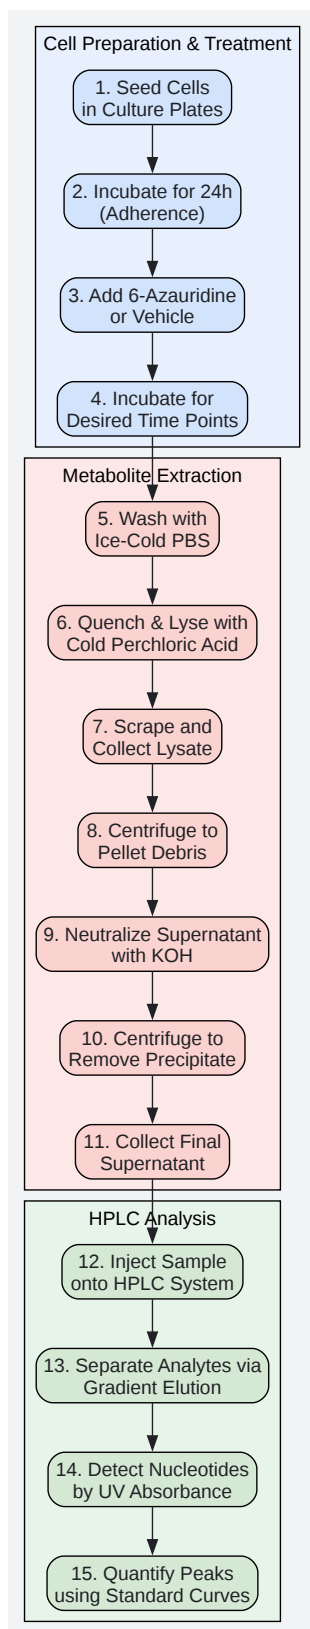 Cell Preparation & Treatment
1. Seed Cells
in Culture Plates
2. Incubate for 24h
(Adherence)
3. Add 6-Azauridine
or Vehicle
4. Incubate for
Desired Time Points
Metabolite Extraction
5. Wash with
Ice-Cold PBS
6. Quench & Lyse with
Cold Perchloric Acid
7. Scrape and
Collect Lysate
8. Centrifuge to
Pellet Debris
9. Neutralize Supernatant
with KOH
10. Centrifuge to
Remove Precipitate
11. Collect Final
Supernatant
HPLC Analysis
12. Inject Sample
onto HPLC System
13. Separate Analytes via
Gradient Elution
14. Detect Nucleotides
by UV Absorbance
15. Quantify Peaks
using Standard Curves